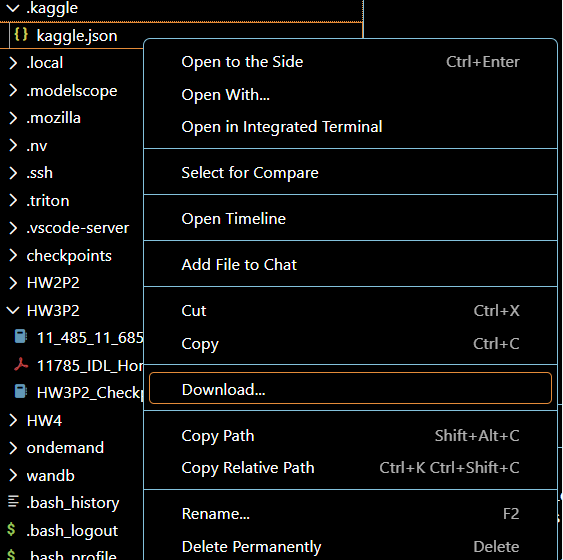 .kaggle
{} kaggle.json
.local
.modelscope
.mozilla
.nv
.ssh
.triton
.vscode-server
checkpoints
HW2P2
HW3P2
11_485_11_685
11785_IDL_Hor
HW3P2_Checkp
HW4
ondemand
wandb
.bash_history
$ .bash_logout
$ .bash_profile
Open to the Side Ctrl+Enter
Open With...
Open in Integrated Terminal
Select for Compare
Open Timeline
Add File to Chat
Cut Ctrl+X
Copy Ctrl+C
Download...
Copy Path Shift+Alt+C
Copy Relative Path Ctrl+K Ctrl+Shift+C
Rename... F2
Delete Permanently Delete